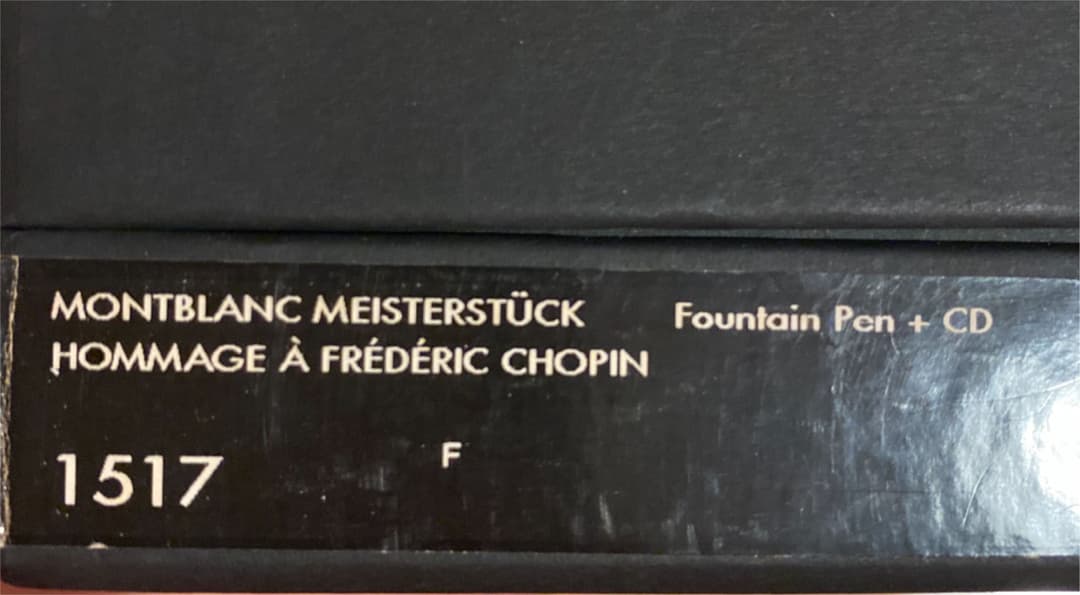 MONTBLANC MEISTERSTÜCK Fountain Pen + CD
HOMMAGE À FRÉDÉRIC CHOPIN
1517 F